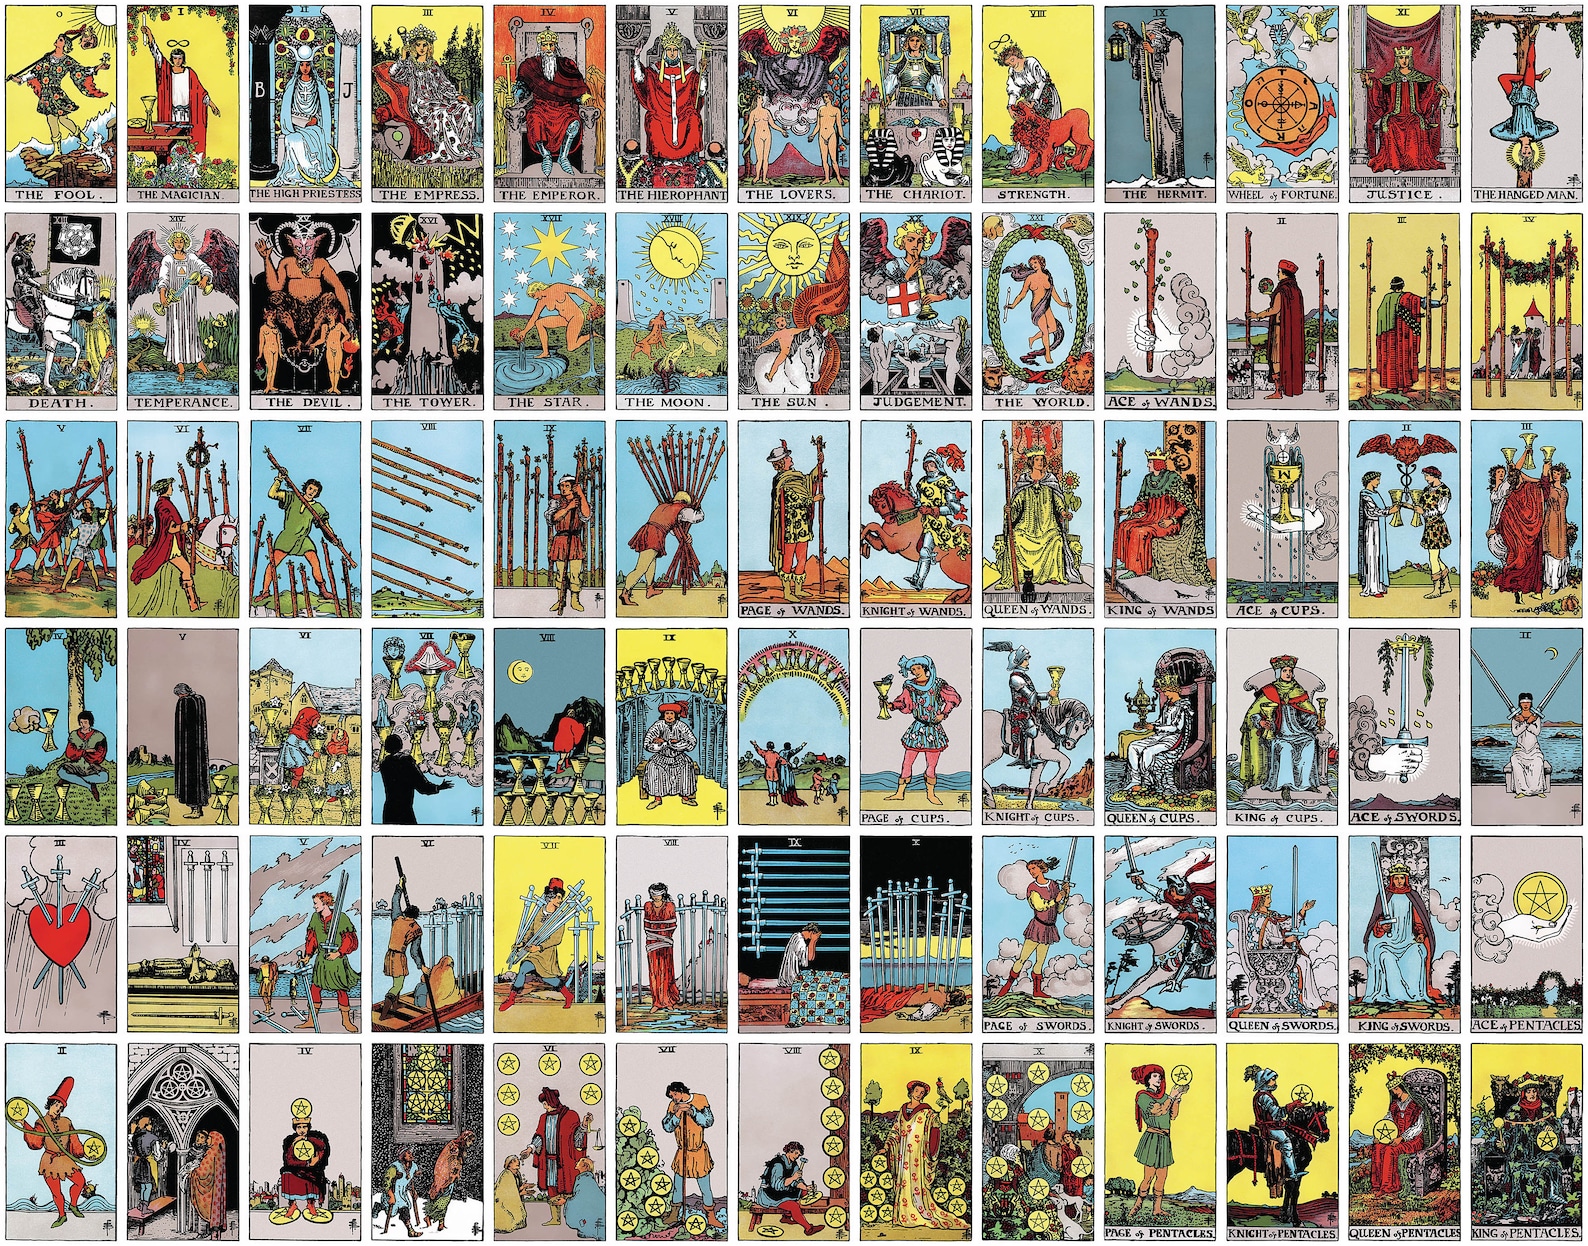 0
THE FOOL.
I
THE MAGICIAN.
II
B J
THE HIGH PRIESTESS
III
THE EMPRESS.
IV
THE EMPEROR.
V
THE HIEROPHANT
VI
THE LOVERS.
VII
THE CHARIOT.
VIII
STRENGTH.
IX
THE HERMIT.
X
WHEEL of FORTUNE.
XI
JUSTICE.
XII
THE HANGED MAN.
XIII
DEATH.
XIV
TEMPERANCE.
XV
THE DEVIL.
XVI
THE TOWER.
XVII
THE STAR.
XVIII
THE MOON.
XIX
THE SUN.
XX
JUDGEMENT.
XXI
THE WORLD.
ACE of WANDS.
II
III
IV
V
VI
VII
VIII
IX
X
PAGE of WANDS.
KNIGHT of WANDS.
QUEEN of WANDS.
KING of WANDS
ACE of CUPS.
II
III
IV
V
VI
VII
VIII
IX
X
PAGE of CUPS.
KNIGHT of CUPS.
QUEEN of CUPS.
KING of CUPS.
ACE of SWORDS.
II
III
IV
V
VI
VII
VIII
IX
X
PAGE of SWORDS.
KNIGHT of SWORDS.
QUEEN of SWORDS.
KING of SWORDS.
ACE of PENTACLES.
II
III
IV
VI
VII
VIII
IX
X
PAGE of PENTACLES.
KNIGHT of PENTACLES.
QUEEN of PENTACLES
KING of PENTACLES.